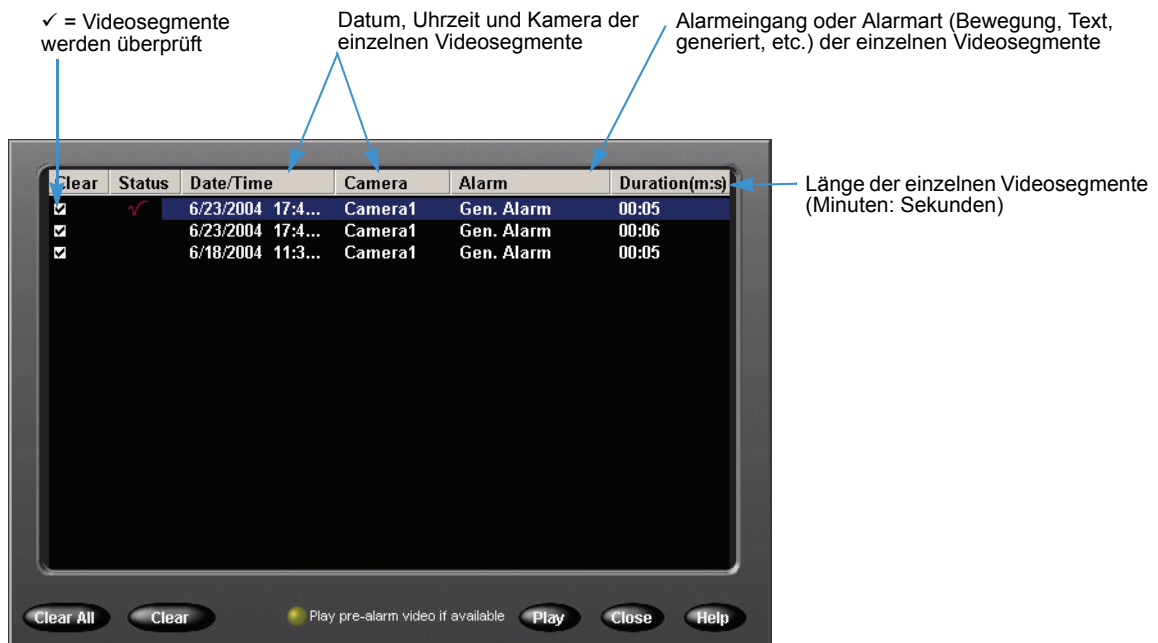 ✓ = Videosegmente
werden überprüft
Datum, Uhrzeit und Kamera der
einzelnen Videosegmente
Alarmeingang oder Alarmart (Bewegung, Text,
generiert, etc.) der einzelnen Videosegmente
Clear Status Date/Time Camera Alarm Duration(m:s)
6/23/2004 17:4... Camera1 Gen. Alarm 00:05
6/23/2004 17:4... Camera1 Gen. Alarm 00:06
6/18/2004 11:3... Camera1 Gen. Alarm 00:05
Länge der einzelnen Videosegmente
(Minuten: Sekunden)
Clear All Clear Play pre-alarm video if available Play Close Help